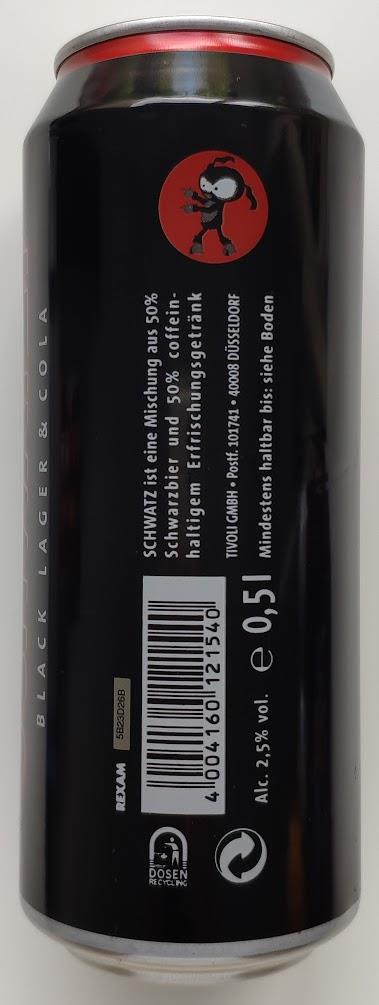 BLACK LAGER & COLA
SCHWATZ ist eine Mischung aus 50%
Schwarzbier und 50% coffein-
haltigem Erfrischungsgetränk
TIVOLI GMBH • Postf. 101741 • 40008 DÜSSELDORF
Mindestens haltbar bis: siehe Boden
REXAM
5B23D26B
4 004160 121540
Alc. 2,5% vol. e 0,5l
DOSEN
RECYCLING